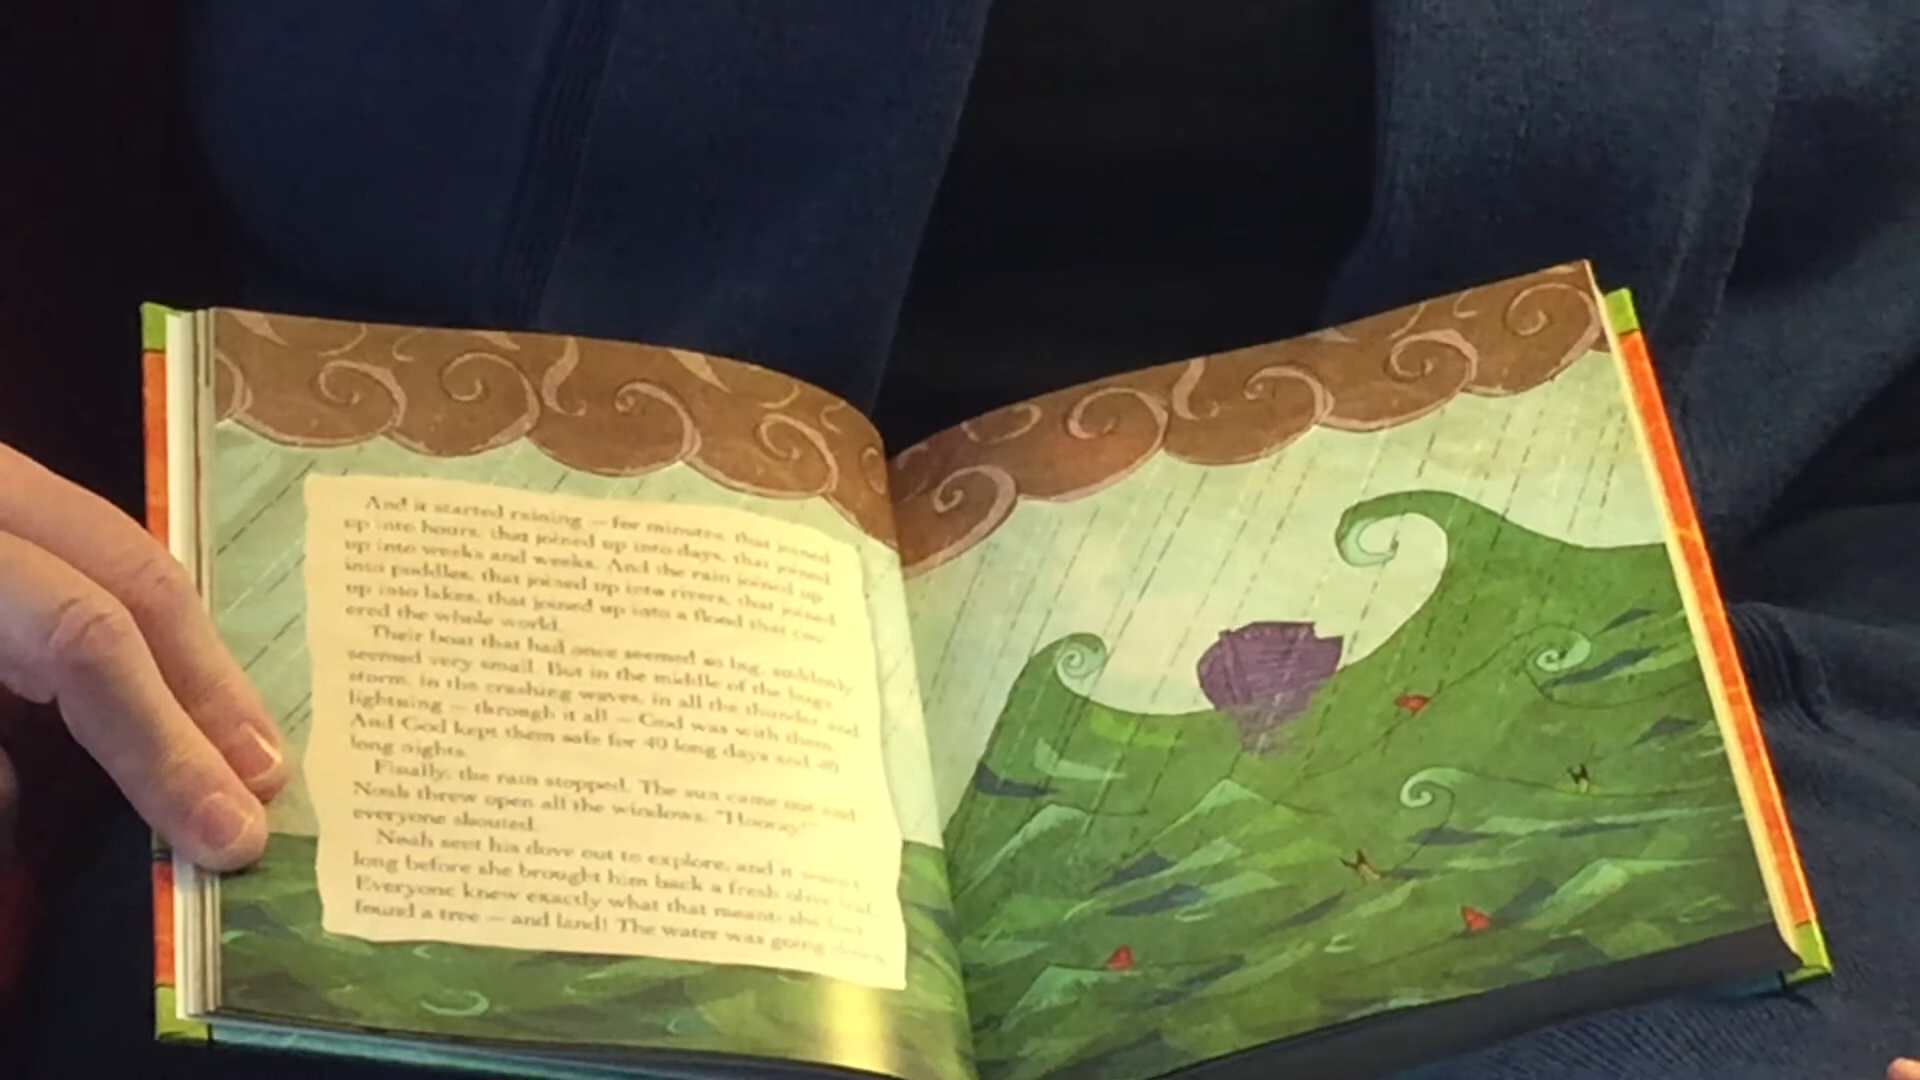 And it started raining — for minutes, that joined
up into hours, that joined up into days, that joined
up into weeks and weeks. And the rain joined up
into puddles, that joined up into rivers, that joined
up into lakes, that joined up into a flood that cov-
ered the whole world.
Their boat that had once seemed so big, suddenly
seemed very small. But in the middle of the huge
storm, in the crashing waves, in all the thunder and
lightning — through it all — God was with them.
And God kept them safe for 40 long days and 40
long nights.
Finally, the rain stopped. The sun came out and
Noah threw open all the windows. "Hooray!"
everyone shouted.
Noah sent his dove out to explore, and it wasn't
long before she brought him back a fresh olive leaf.
Everyone knew exactly what that meant: she had
found a tree — and land! The water was going down.